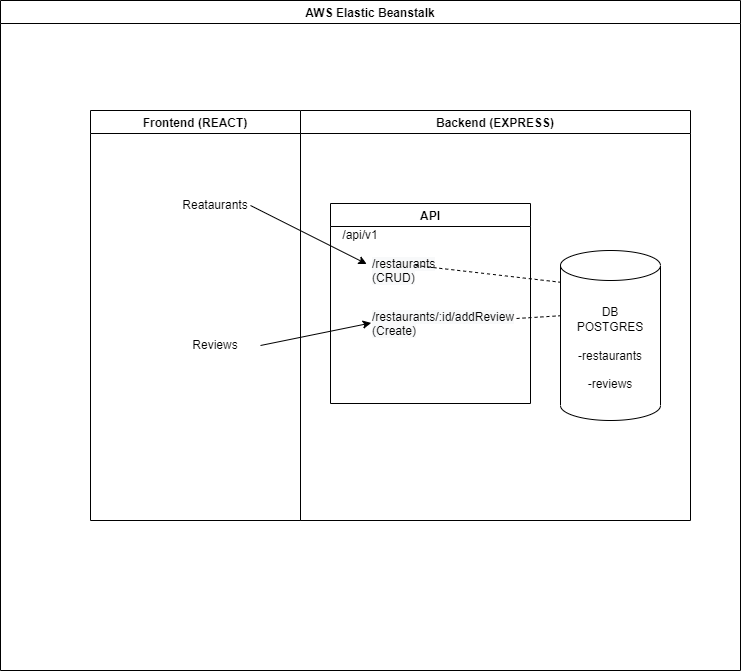 AWS Elastic Beanstalk
Frontend (REACT)
Backend (EXPRESS)
Reataurants
API
/api/v1
/restaurants
(CRUD)
/restaurants/:id/addReview
(Create)
Reviews
DB
POSTGRES
-restaurants
-reviews